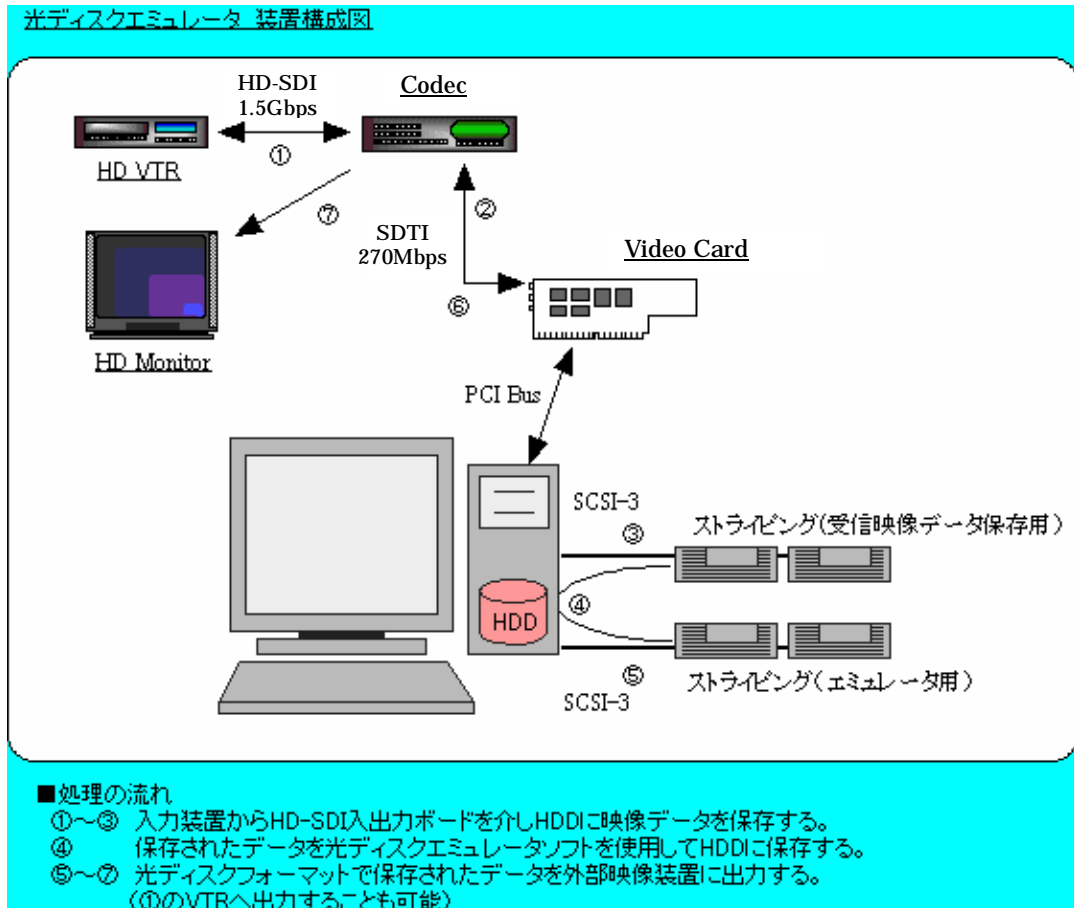 光ディスクエミュレータ 装置構成図
HD-SDI
1.5Gbps
Codec
①
HD VTR
⑦
②
SDTI
270Mbps
Video Card
⑥
HD Monitor
PCI Bus
SCSI-3
③
ストライピング(受信映像データ保存用)
④
HDD
⑤
SCSI-3
ストライピング(エミュレータ用)
■処理の流れ
①～③ 入力装置からHD-SDI入出力ボードを介しHDDに映像データを保存する。
④ 保存されたデータを光ディスクエミュレータソフトを使用してHDDに保存する。
⑤～⑦ 光ディスクフォーマットで保存されたデータを外部映像装置に出力する。
(①のVTRへ出力することも可能)